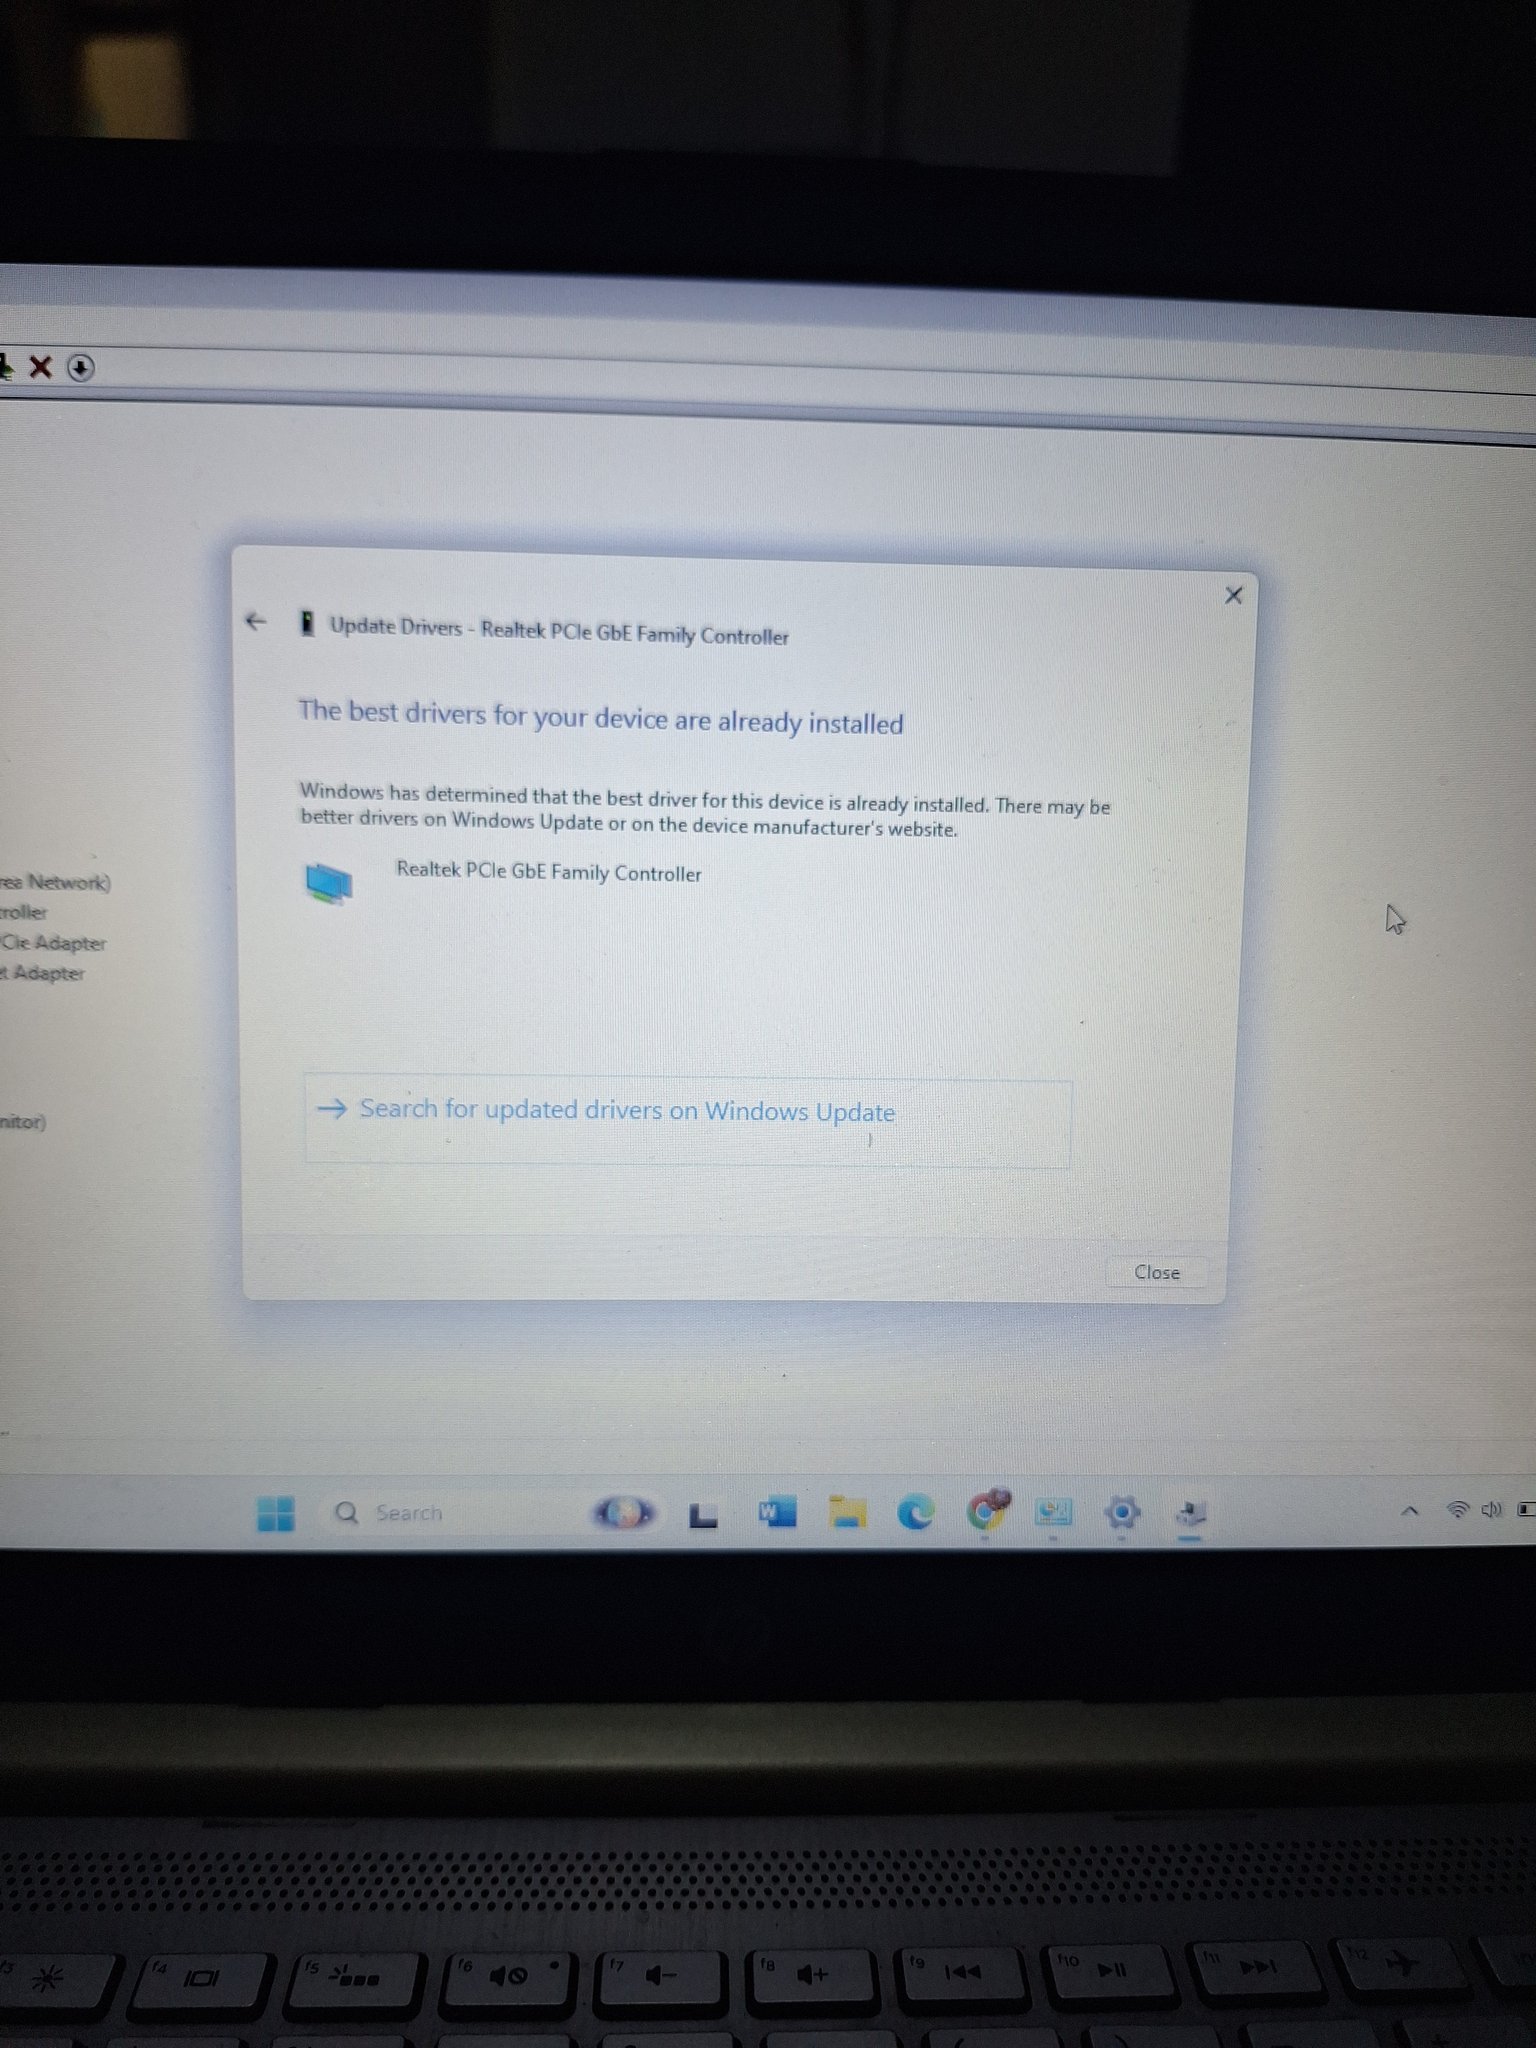 Update Drivers - Realtek PCIe GbE Family Controller
The best drivers for your device are already installed
Windows has determined that the best driver for this device is already installed. There may be
better drivers on Windows Update or on the device manufacturer's website.
Realtek PCIe GbE Family Controller
rea Network)
roller
Cle Adapter
t Adapter
nitor)
Search for updated drivers on Windows Update
Close
Search
f4
f5
f6
f7
f8
f9
f10
f11
f12